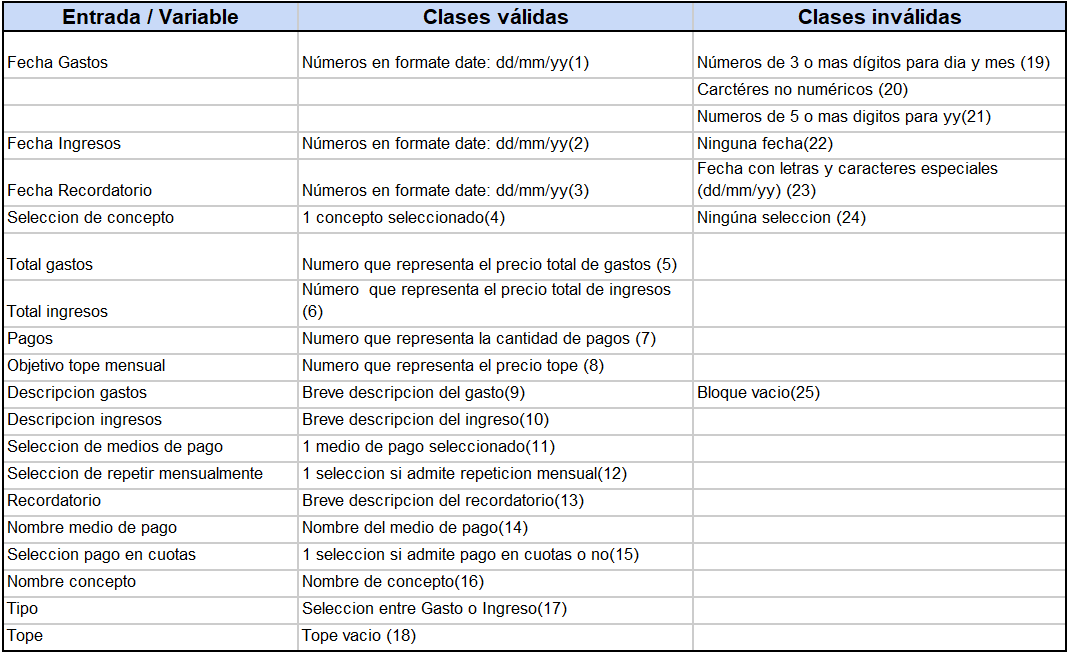 Entrada / Variable Clases válidas Clases inválidas
Fecha Gastos Números en formate date: dd/mm/yy(1) Números de 3 o mas dígitos para dia y mes (19)
Carctéres no numéricos (20)
Numeros de 5 o mas digitos para yy(21)
Fecha Ingresos Números en formate date: dd/mm/yy(2) Ninguna fecha(22)
Fecha con letras y caracteres especiales
Fecha Recordatorio Números en formate date: dd/mm/yy(3) (dd/mm/yy) (23)
Seleccion de concepto 1 concepto seleccionado(4) Ningúna seleccion (24)
Total gastos Numero que representa el precio total de gastos (5)
Número que representa el precio total de ingresos
Total ingresos (6)
Pagos Numero que representa la cantidad de pagos (7)
Objetivo tope mensual Numero que representa el precio tope (8)
Descripcion gastos Breve descripcion del gasto(9) Bloque vacio(25)
Descripcion ingresos Breve descripcion del ingreso(10)
Seleccion de medios de pago 1 medio de pago seleccionado(11)
Seleccion de repetir mensualmente 1 seleccion si admite repeticion mensual(12)
Recordatorio Breve descripcion del recordatorio(13)
Nombre medio de pago Nombre del medio de pago(14)
Seleccion pago en cuotas 1 seleccion si admite pago en cuotas o no(15)
Nombre concepto Nombre de concepto(16)
Tipo Seleccion entre Gasto o Ingreso(17)
Tope Tope vacio (18)